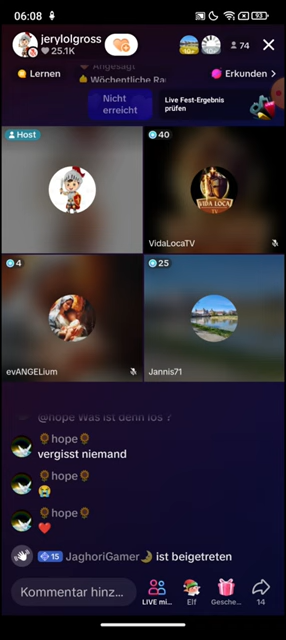 06:08
93
jerylolgross
25.1K
74
Lernen
Angesagt
Wöchentliche Ra
Erkunden >
Nicht
erreicht
Live Fest-Ergebnis
prüfen
Host
40
VIDA LOCA
VidaLocaTV
4
25
evANGELium
Jannis71
@hope Was ist denn los ?
🌻hope🌻
vergisst niemand
🌻hope🌻
😭
🌻hope🌻
❤️
15 JaghoriGamer🌙 ist beigetreten
Kommentar hinz...
LIVE mi...
Elf
Gesche...
14